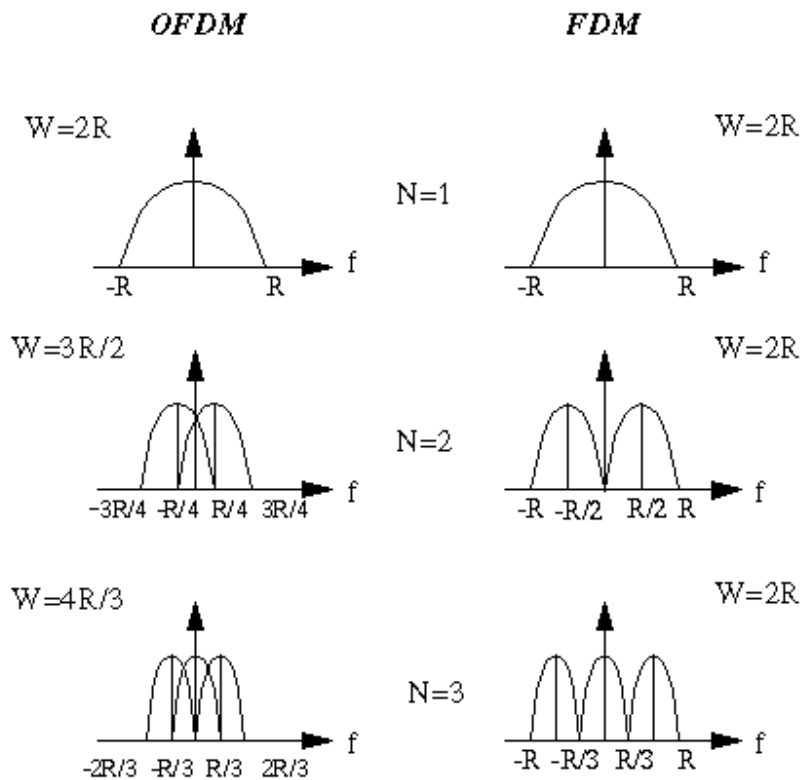 OFDM FDM
W=2R W=2R
N=1
f f
-R R -R R
W=3R/2 W=2R
N=2
f f
-3R/4 -R/4 R/4 3R/4 -R -R/2 R/2 R
W=4R/3 W=2R
N=3
f f
-2R/3 -R/3 R/3 2R/3 -R -R/3 R/3 R